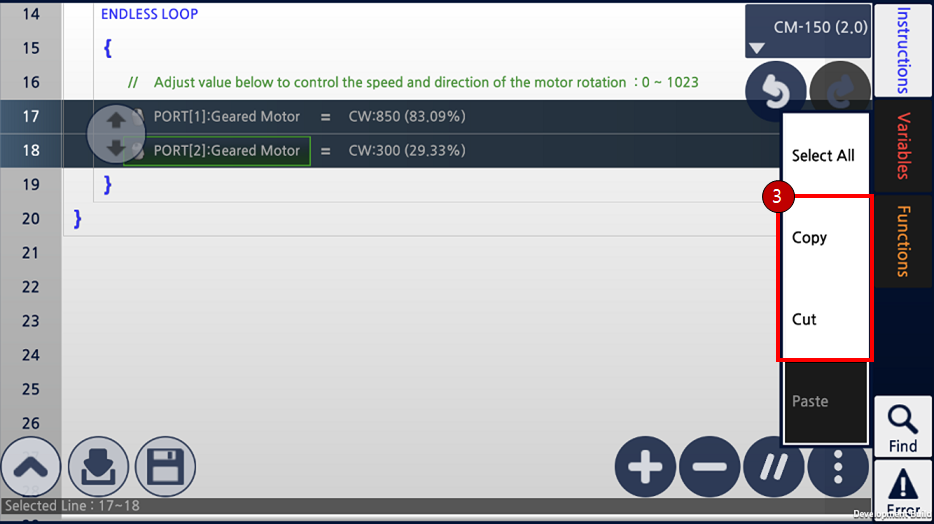 14 ENDLESS LOOP
CM-150 (2.0)
Instructions
15 {
16 // Adjust value below to control the speed and direction of the motor rotation : 0 ~ 1023
17 PORT[1]:Geared Motor = CW:850 (83.09%)
Variables
18 PORT[2]:Geared Motor = CW:300 (29.33%)
Select All
19 }
3
20 }
Functions
Copy
21
22
23
Cut
24
25
Paste
26
Find
//
Selected Line : 17~18
Error
Development Build